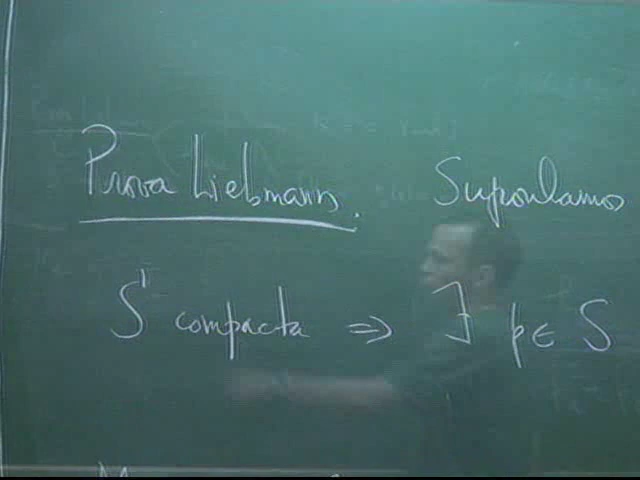 Prova Liebmann. Suponhamos
S compacta ⇒ ∃ p ∈ S